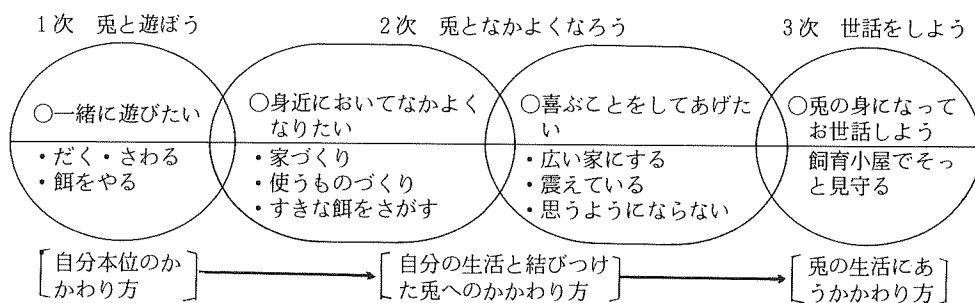 1次 兎と遊ぼう
2次 兎となかよくなろう
3次 世話をしよう
○一緒に遊びたい
・だく・さわる
・餌をやる
○身近においてなかよく
なりたい
・家づくり
・使うものづくり
・すきな餌をさがす
○喜ぶことをしてあげた
い
・広い家にする
・震えている
・思うようにならない
○兎の身になって
お世話しよう
飼育小屋でそっ
と見守る
自分本位のか
かわり方
自分の生活と結びつけ
た兎へのかかわり方
兎の生活にあ
うかかわり方